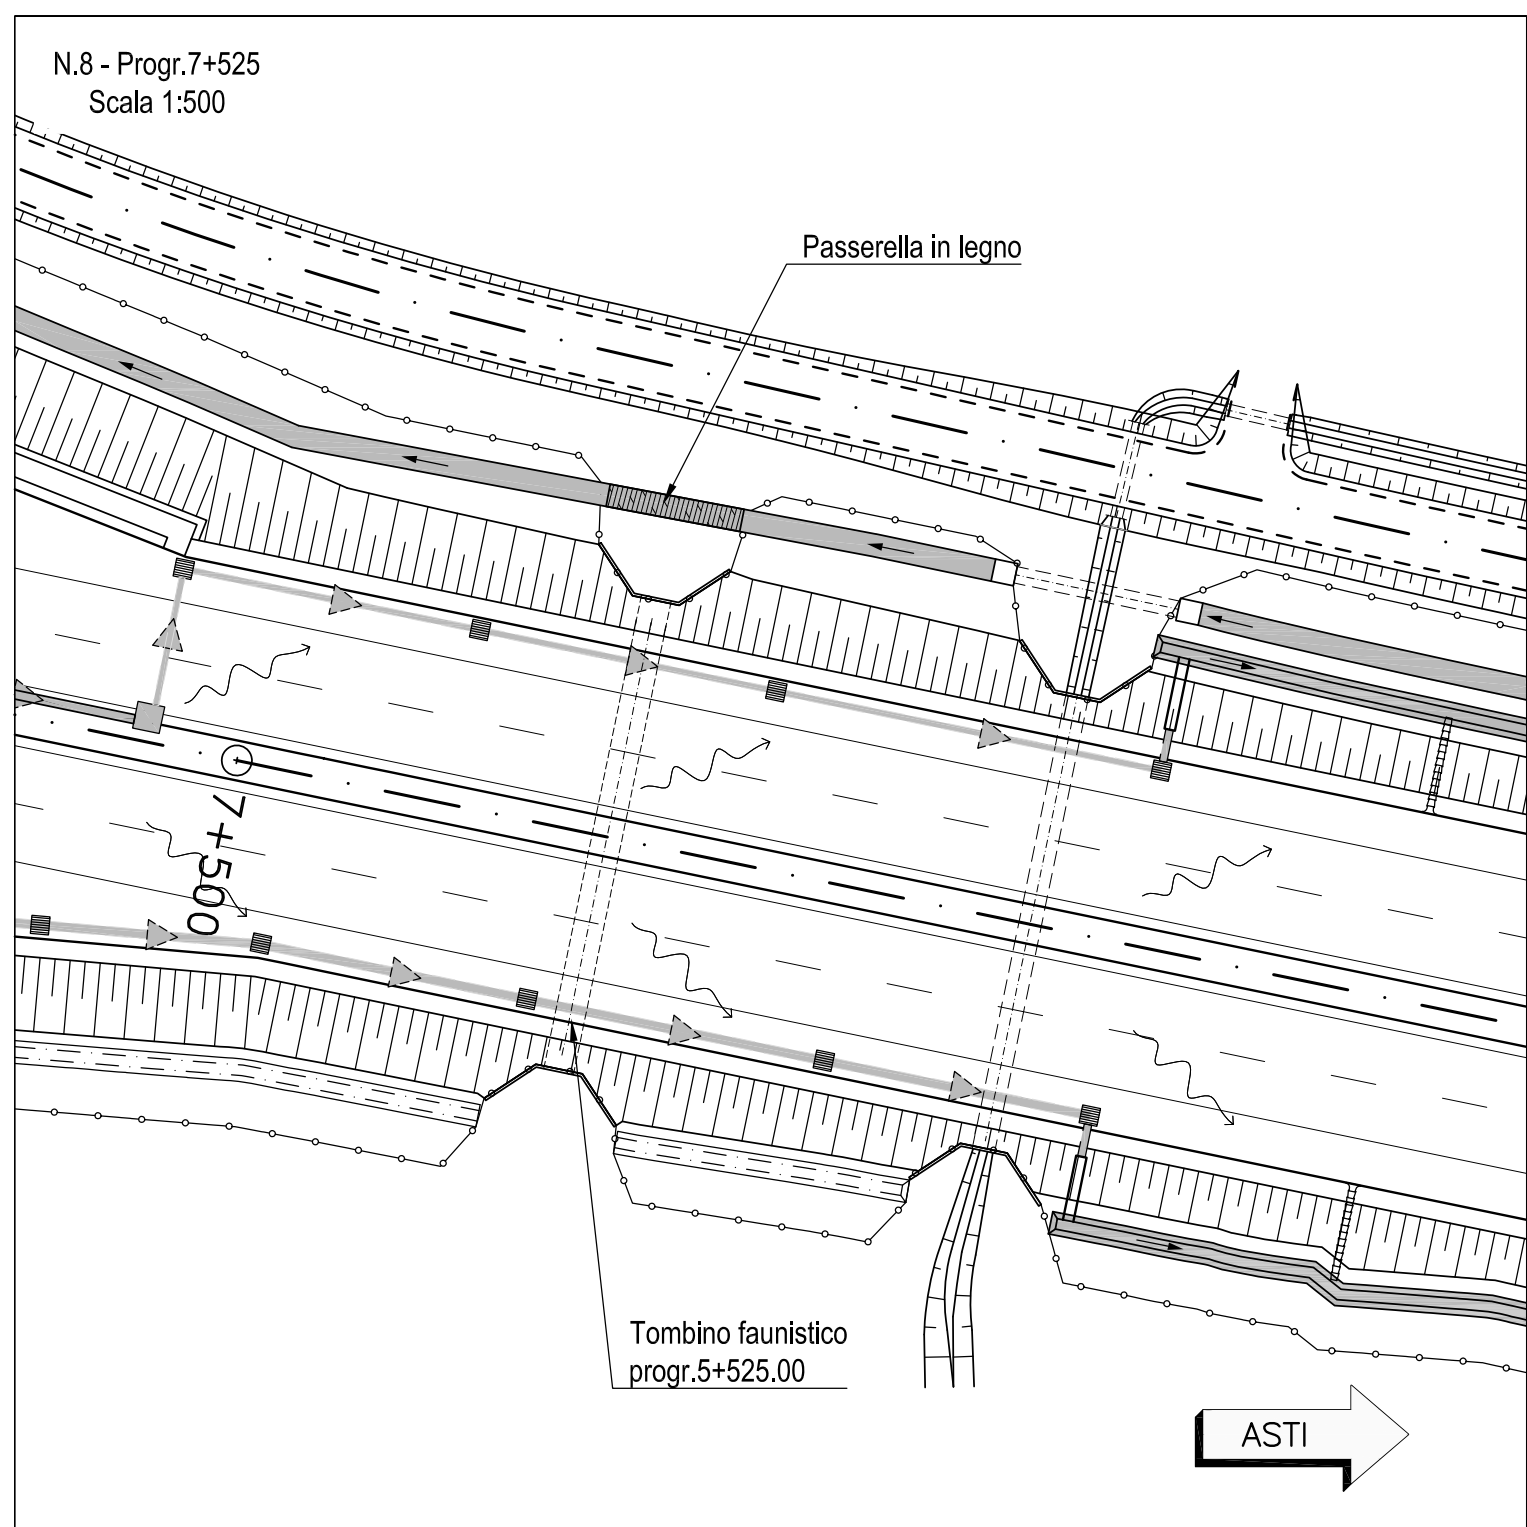 N.8 - Progr.7+525
Scala 1:500
Passerella in legno
7+500
Tombino faunistico
progr.5+525.00
ASTI